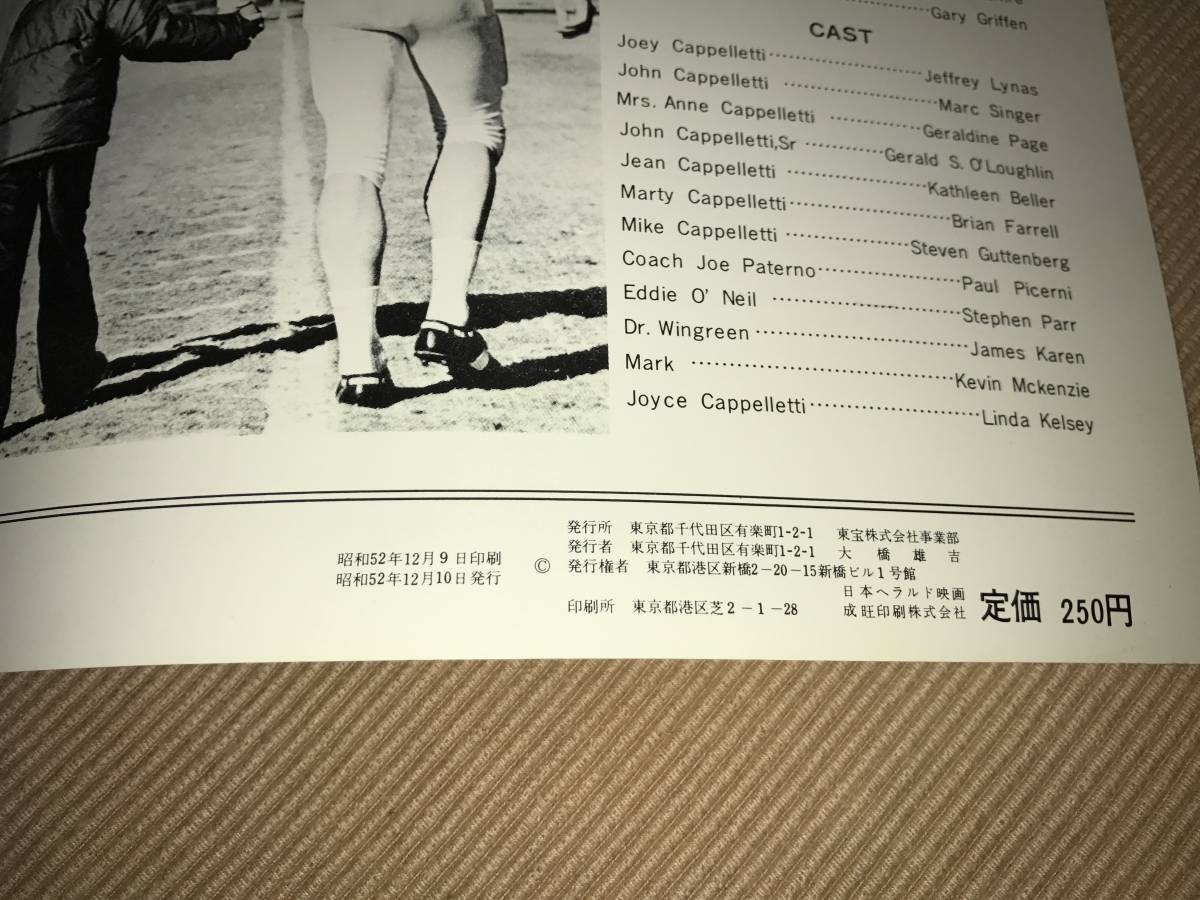 Gary Griffen
CAST
Joey Cappelletti Jeffrey Lynas
John Cappelletti Marc Singer
Mrs. Anne Cappelletti Geraldine Page
John Cappelletti,Sr Gerald S. O'Loughlin
Jean Cappelletti Kathleen Beller
Marty Cappelletti Brian Farrell
Mike Cappelletti Steven Guttenberg
Coach Joe Paterno Paul Picerni
Eddie O' Neil Stephen Parr
Dr. Wingreen James Karen
Mark Kevin Mckenzie
Joyce Cappelletti Linda Kelsey
昭和52年12月9日印刷
昭和52年12月10日発行
発行所 東京都千代田区有楽町1-2-1 東宝株式会社事業部
発行者 東京都千代田区有楽町1-2-1 大橋雄吉
© 発行権者 東京都港区新橋2-20-15新橋ビル1号館
日本ヘラルド映画
印刷所 東京都港区芝2-1-28 成旺印刷株式会社
定価 250円